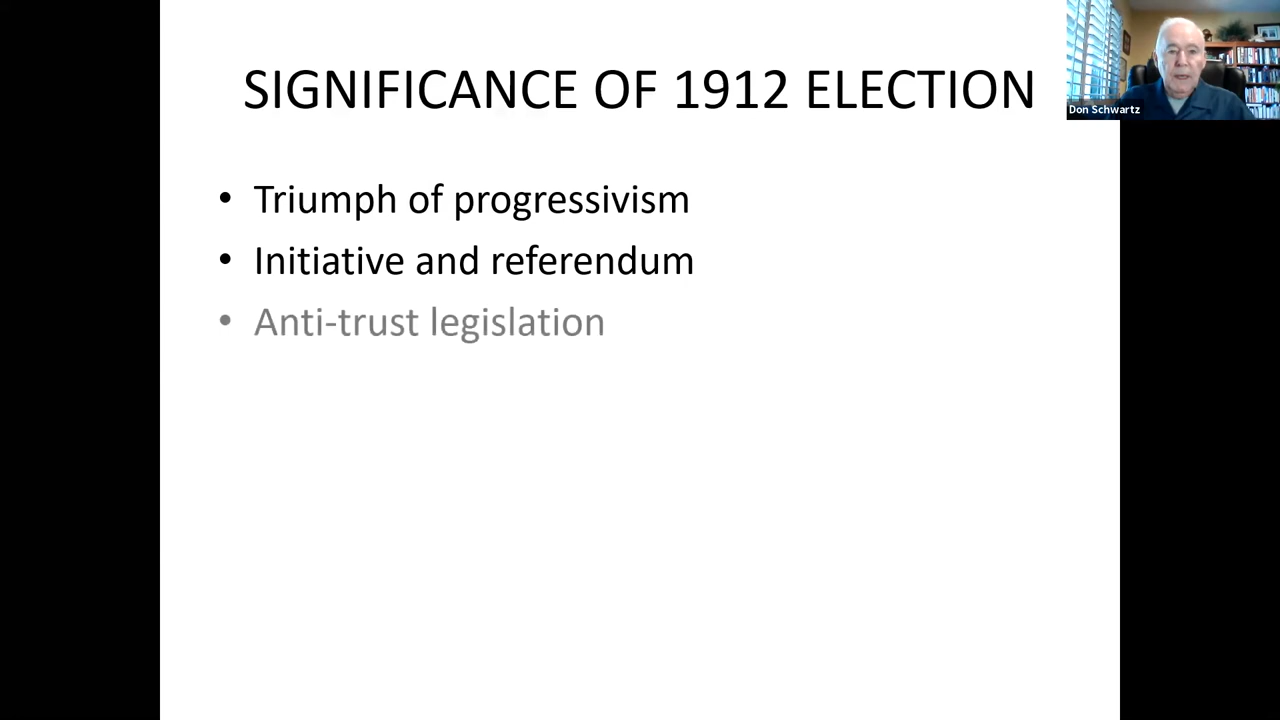 SIGNIFICANCE OF 1912 ELECTION
Don Schwartz
• Triumph of progressivism
• Initiative and referendum
• Anti-trust legislation